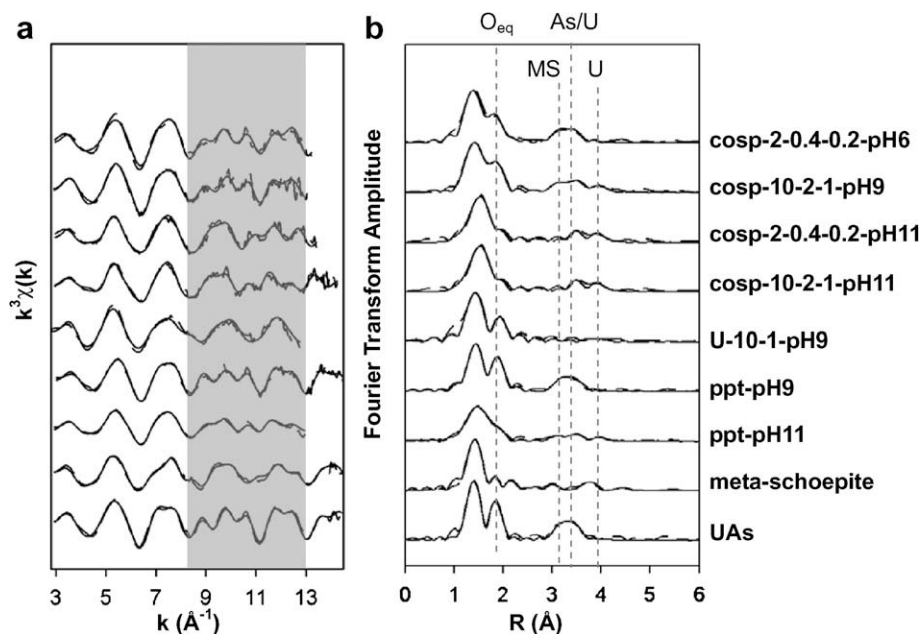 a
b
O_eq
As/U
MS
U
k³χ(k)
Fourier Transform Amplitude
cosp-2-0.4-0.2-pH6
cosp-10-2-1-pH9
cosp-2-0.4-0.2-pH11
cosp-10-2-1-pH11
U-10-1-pH9
ppt-pH9
ppt-pH11
meta-schoepite
UAs
3 5 7 9 11 13
k (Å⁻¹)
0 1 2 3 4 5 6
R (Å)